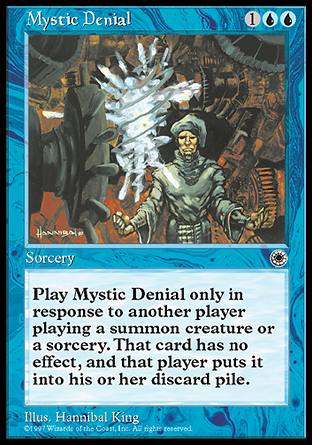 Mystic Denial 1
HANNIBAL
Sorcery
Play Mystic Denial only in
response to another player
playing a summon creature or
a sorcery. That card has no
effect, and that player puts it
into his or her discard pile.
Illus. Hannibal King
©1997 Wizards of the Coast, Inc. All rights reserved.